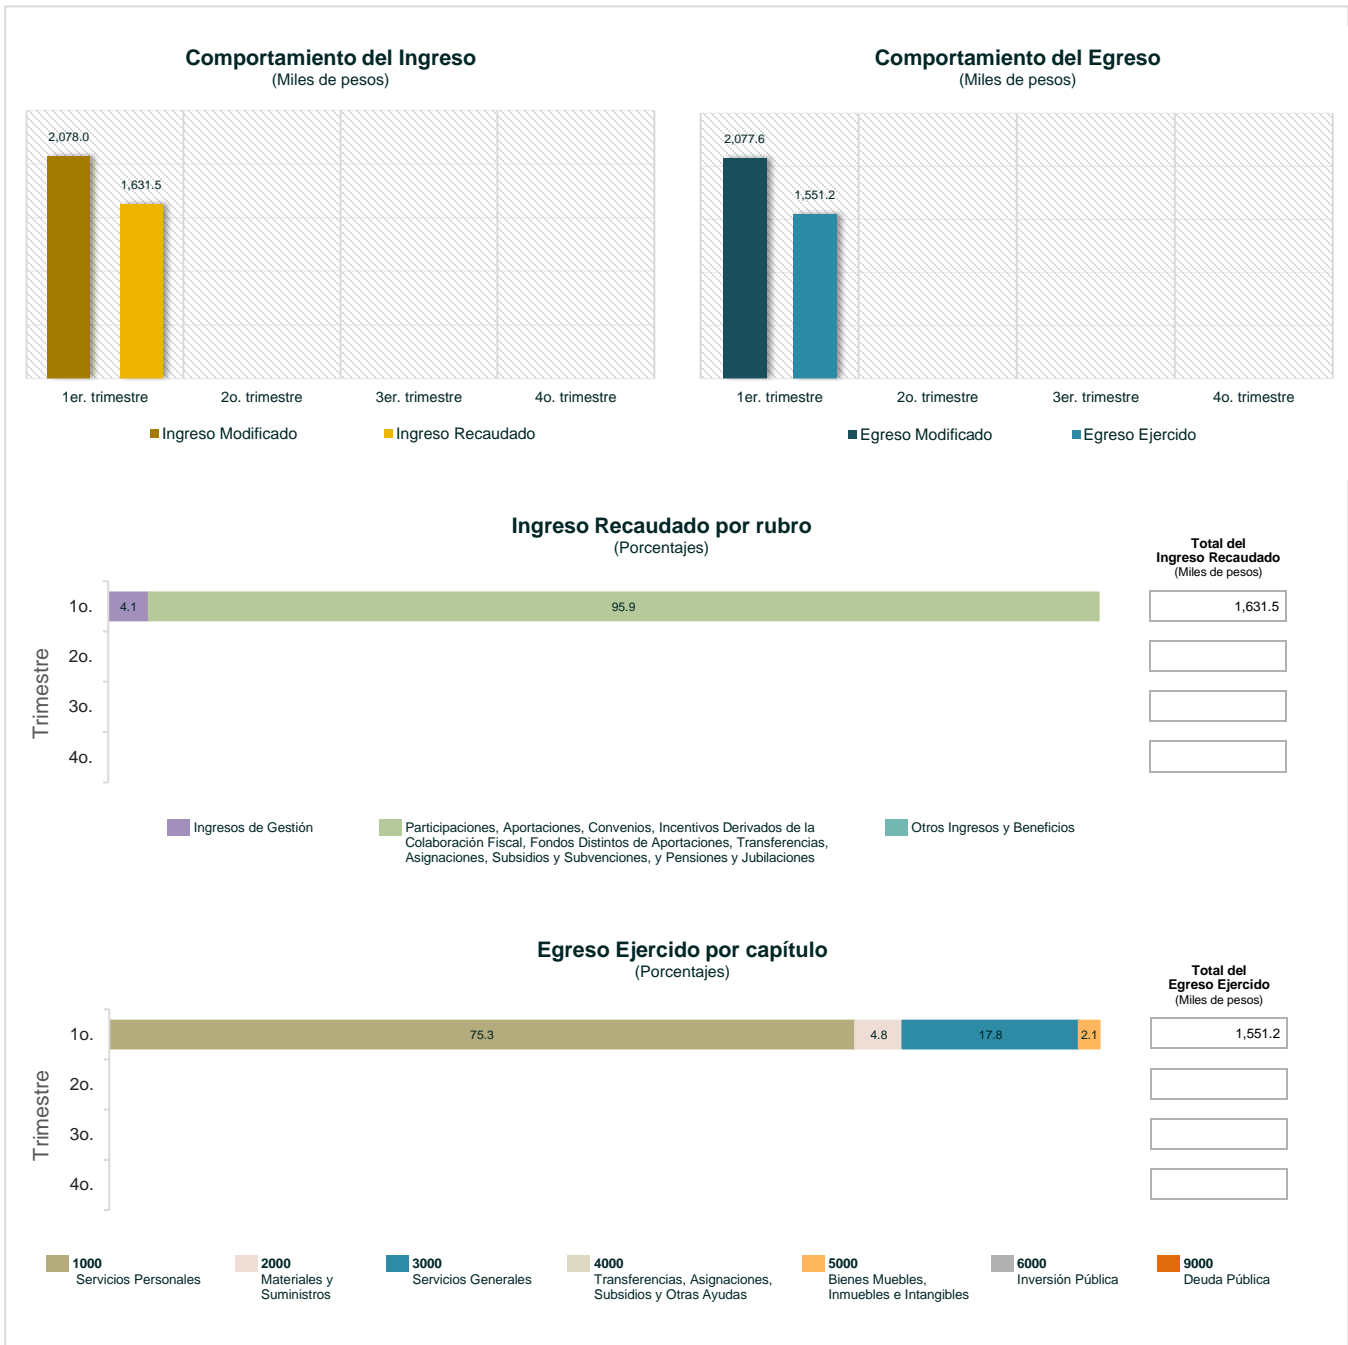 Comportamiento del Ingreso
(Miles de pesos)
2,078.0
1,631.5
1er. trimestre
2o. trimestre
3er. trimestre
4o. trimestre
Ingreso Modificado
Ingreso Recaudado
Comportamiento del Egreso
(Miles de pesos)
2,077.6
1,551.2
1er. trimestre
2o. trimestre
3er. trimestre
4o. trimestre
Egreso Modificado
Egreso Ejercido
Ingreso Recaudado por rubro
(Porcentajes)
Total del
Ingreso Recaudado
(Miles de pesos)
Trimestre
1o.
4.1
95.9
1,631.5
2o.
3o.
4o.
Ingresos de Gestión
Participaciones, Aportaciones, Convenios, Incentivos Derivados de la
Colaboración Fiscal, Fondos Distintos de Aportaciones, Transferencias,
Asignaciones, Subsidios y Subvenciones, y Pensiones y Jubilaciones
Otros Ingresos y Beneficios
Egreso Ejercido por capítulo
(Porcentajes)
Total del
Egreso Ejercido
(Miles de pesos)
Trimestre
1o.
75.3
4.8
17.8
2.1
1,551.2
2o.
3o.
4o.
1000
Servicios Personales
2000
Materiales y
Suministros
3000
Servicios Generales
4000
Transferencias, Asignaciones,
Subsidios y Otras Ayudas
5000
Bienes Muebles,
Inmuebles e Intangibles
6000
Inversión Pública
9000
Deuda Pública